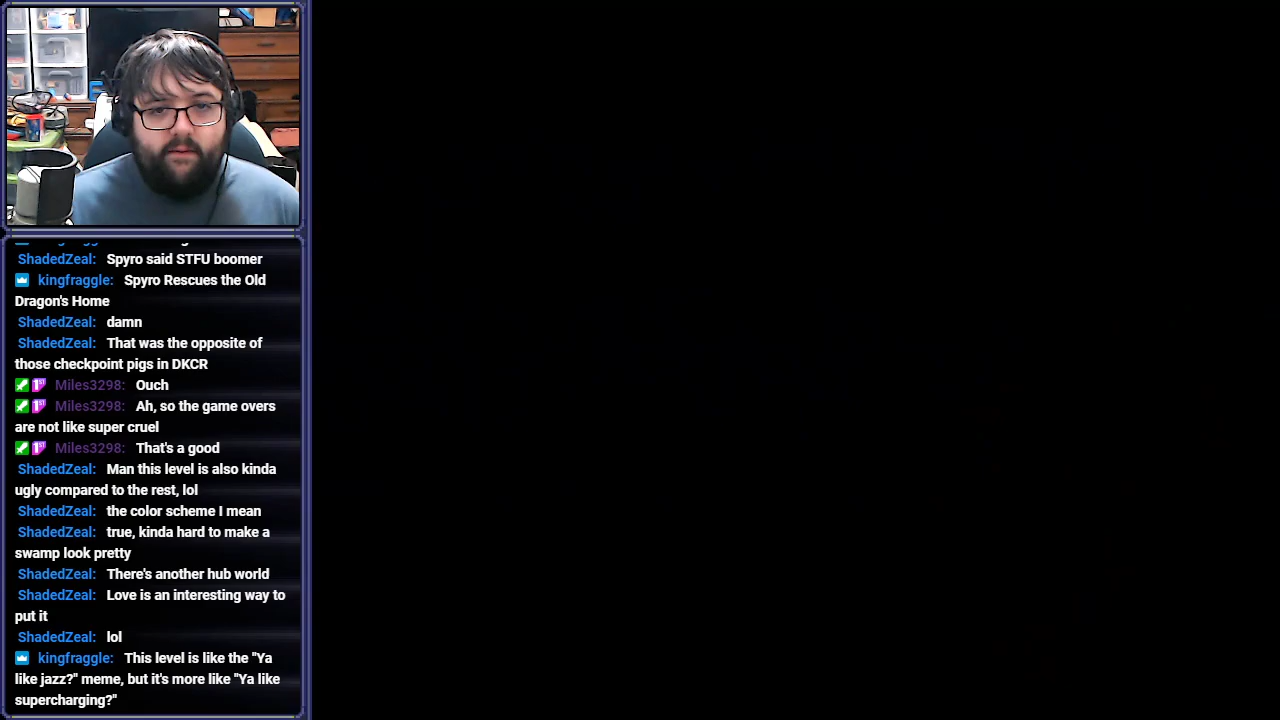 ShadedZeal: Spyro said STFU boomer
kingfraggle: Spyro Rescues the Old
Dragon's Home
ShadedZeal: damn
ShadedZeal: That was the opposite of
those checkpoint pigs in DKCR
Miles3298: Ouch
Miles3298: Ah, so the game overs
are not like super cruel
Miles3298: That's a good
ShadedZeal: Man this level is also kinda
ugly compared to the rest, lol
ShadedZeal: the color scheme I mean
ShadedZeal: true, kinda hard to make a
swamp look pretty
ShadedZeal: There's another hub world
ShadedZeal: Love is an interesting way to
put it
ShadedZeal: lol
kingfraggle: This level is like the "Ya
like jazz?" meme, but it's more like "Ya like
supercharging?"